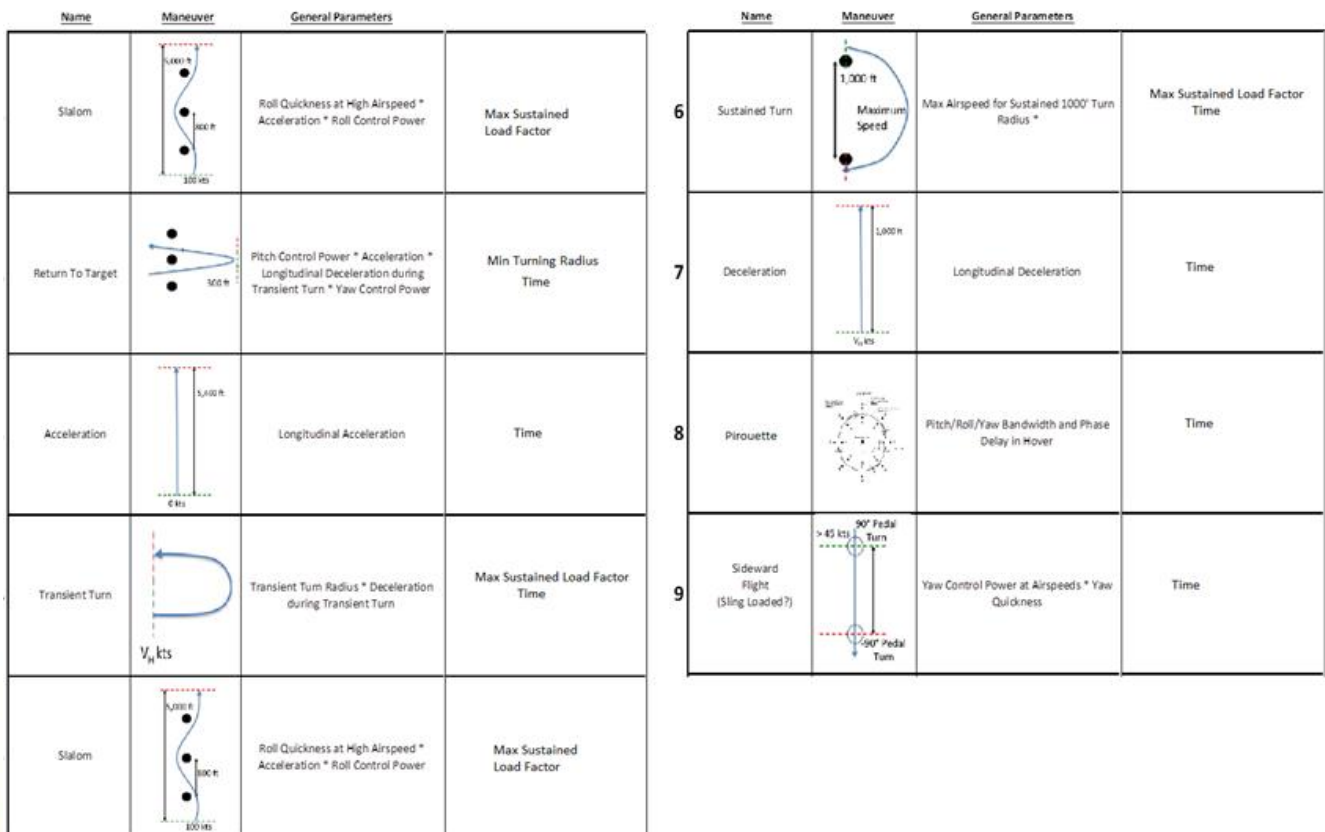 Name Maneuver General Parameters
Slalom
5,000 ft
800 ft
100 kts
Roll Quickness at High Airspeed *
Acceleration * Roll Control Power
Max Sustained
Load Factor
Return To Target
300 ft
Pitch Control Power * Acceleration *
Longitudinal Deceleration during
Transient Turn * Yaw Control Power
Min Turning Radius
Time
Acceleration
0 kts
Longitudinal Acceleration
Time
Transient Turn
VH kts
Transient Turn Radius * Deceleration
during Transient Turn
Max Sustained Load Factor
Time
Slalom
5,000 ft
800 ft
100 kts
Roll Quickness at High Airspeed *
Acceleration * Roll Control Power
Max Sustained
Load Factor
Name Maneuver General Parameters
6
Sustained Turn
1,000 ft
Maximum
Speed
Max Airspeed for Sustained 1000' Turn
Radius *
Max Sustained Load Factor
Time
7
Deceleration
1,000 ft
VH kts
Longitudinal Deceleration
Time
8
Pirouette
Pitch/Roll/Yaw Bandwidth and Phase
Delay in Hover
Time
9
Sideward
Flight
(Sling Loaded?)
> 45 kts
90° Pedal
Turn
-90° Pedal
Turn
Yaw Control Power at Airspeeds * Yaw
Quickness
Time